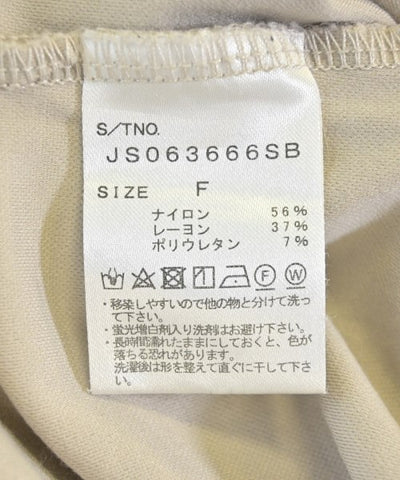 S/TNO.
JS063666SB
SIZE F
ナイロン 56%
レーヨン 37%
ポリウレタン 7%
F W
・移染しやすいので他の物と分けて洗っ
て下さい。
・蛍光増白剤入り洗剤はお避け下さい。
・長時間濡れたままにしておくと、色が
落ちる恐れがあります。
洗濯後は形を整えて直ぐに干して下さい